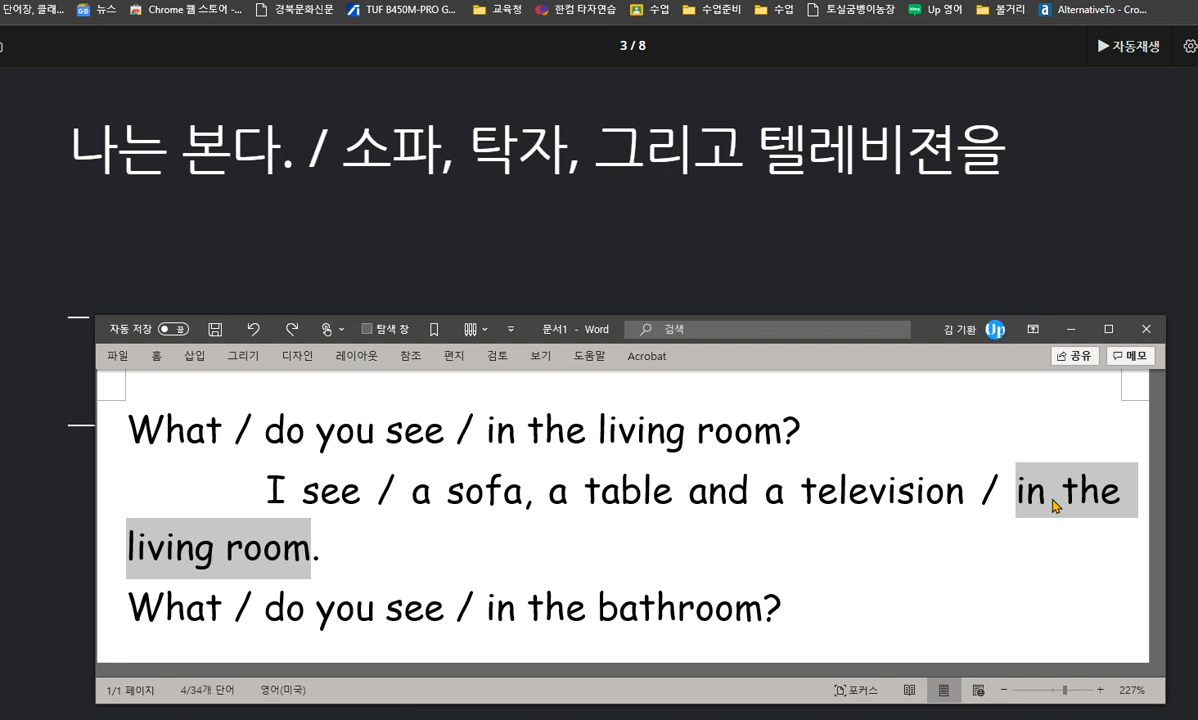 단어장, 클래... 뉴스 Chrome 웹 스토어 -... 경북문화신문 TUF B450M-PRO G... 교육청 한컴 타자연습 수업 수업준비 수업 토실굼벵이농장 Up 영어 볼거리 AlternativeTo - Cro...
3 / 8 ▶ 자동재생
나는 본다. / 소파, 탁자, 그리고 텔레비젼을
자동 저장 끔 탐색 창 문서1 - Word 검색 김 기환 Up
파일 홈 삽입 그리기 디자인 레이아웃 참조 편지 검토 보기 도움말 Acrobat 공유 메모
What / do you see / in the living room?
I see / a sofa, a table and a television / in the
living room.
What / do you see / in the bathroom?
1/1 페이지 4/34개 단어 영어(미국) 포커스 227%